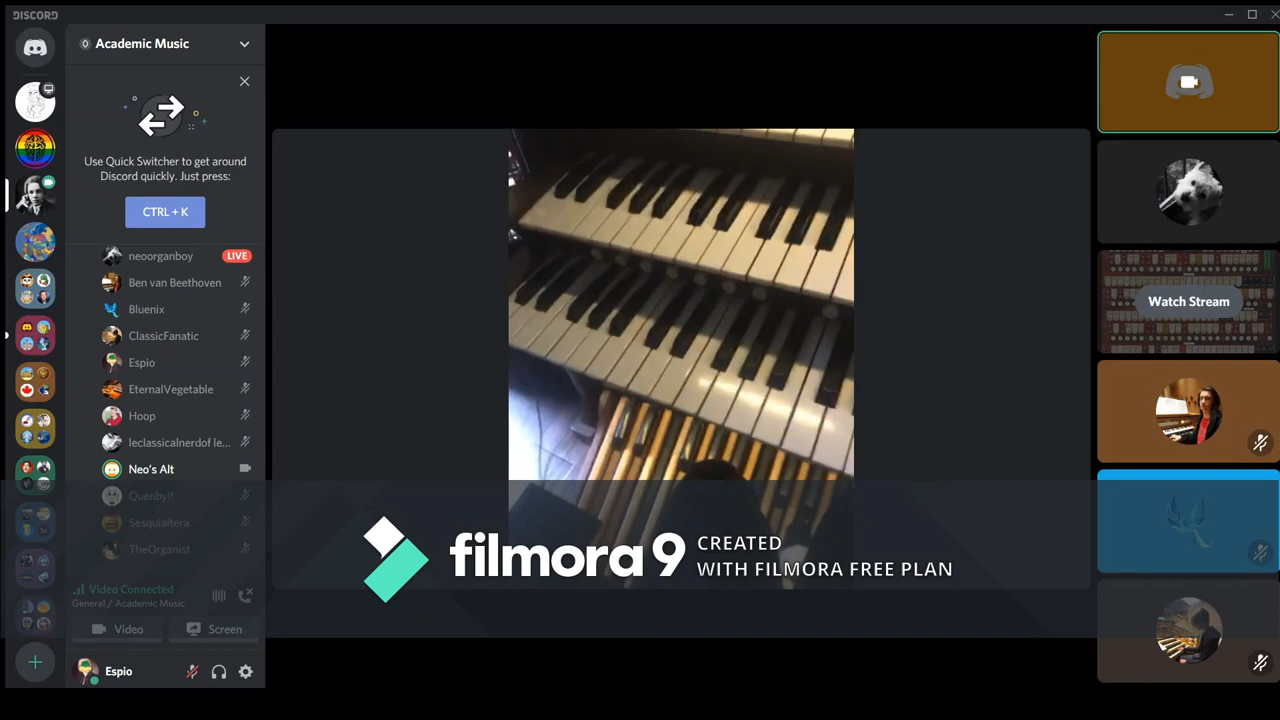 DISCORD
Academic Music
Use Quick Switcher to get around
Discord quickly. Just press:
CTRL + K
neoorganboy LIVE
Ben van Beethoven
Bluenix
ClassicFanatic
Espio
EternalVegetable
Hoop
leclassicalnerdof le...
Neo's Alt
Quenby!!
Sesquialtera
TheOrganist
Video Connected
General / Academic Music
Video Screen
Espio
Watch Stream
filmora 9 CREATED
WITH FILMORA FREE PLAN